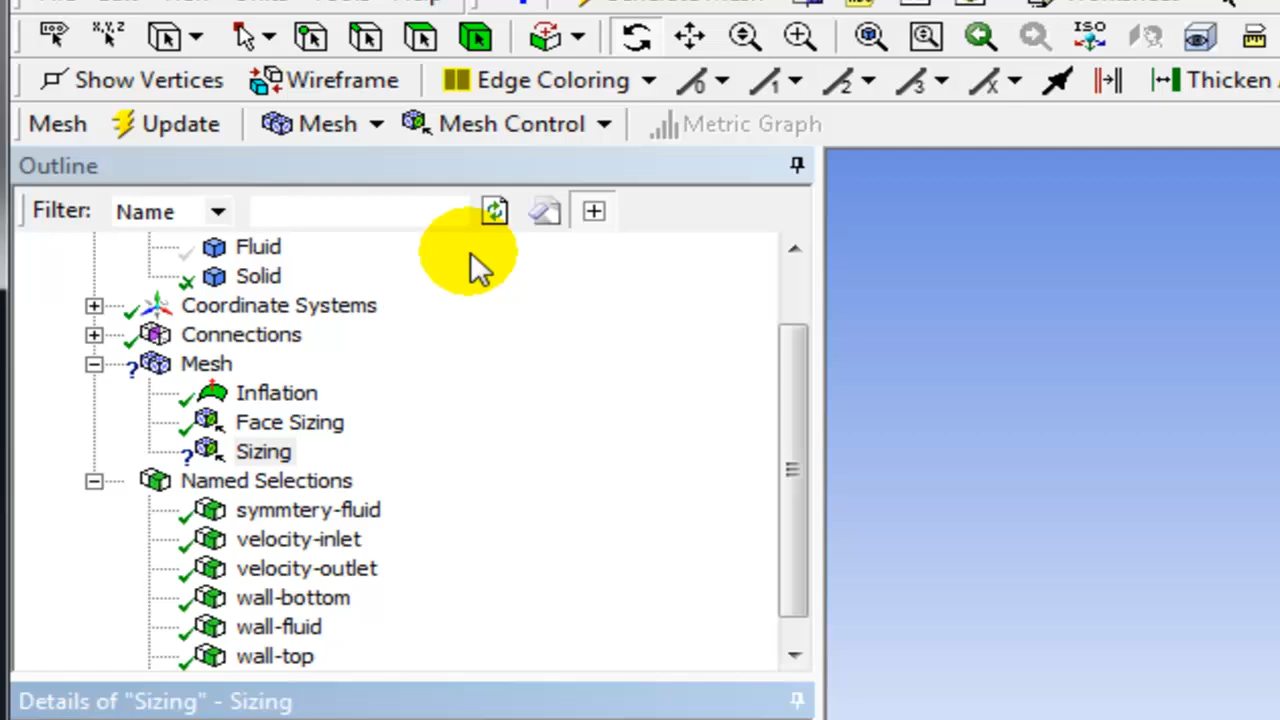 Show Vertices Wireframe Edge Coloring Thicken
Mesh Update Mesh Mesh Control Metric Graph
Outline
Filter: Name
Fluid
Solid
Coordinate Systems
Connections
Mesh
Inflation
Face Sizing
Sizing
Named Selections
symmtery-fluid
velocity-inlet
velocity-outlet
wall-bottom
wall-fluid
wall-top
Details of "Sizing" - Sizing